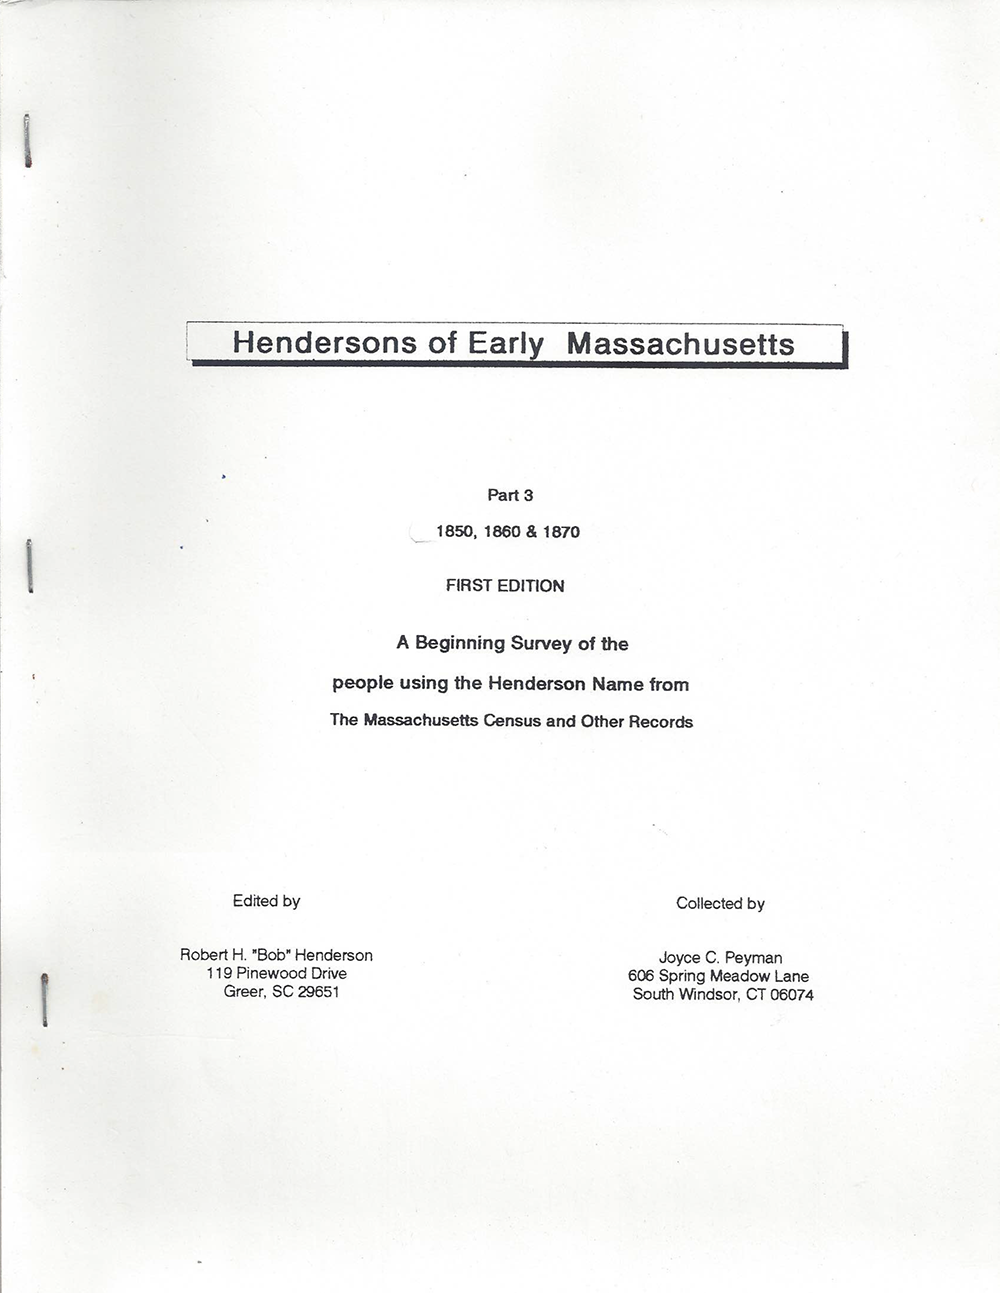 Hendersons of Early Massachusetts
Part 3
1850, 1860 & 1870
FIRST EDITION
A Beginning Survey of the
people using the Henderson Name from
The Massachusetts Census and Other Records
Edited by
Robert H. "Bob" Henderson
119 Pinewood Drive
Greer, SC 29651
Collected by
Joyce C. Peyman
606 Spring Meadow Lane
South Windsor, CT 06074